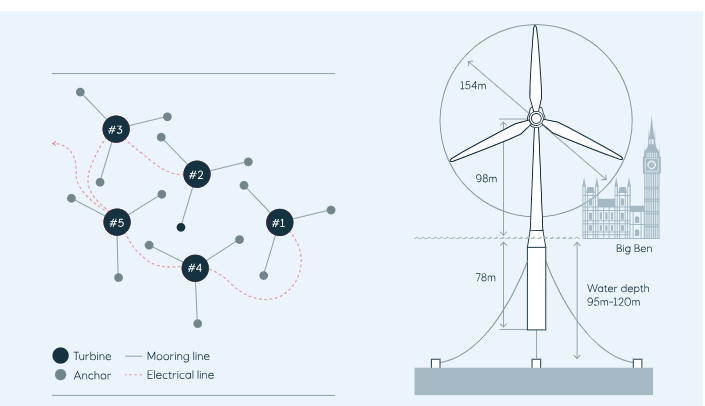 #3
#2
#5
#1
#4
Turbine
Mooring line
Anchor
Electrical line
154m
98m
Big Ben
78m
Water depth
95m-120m